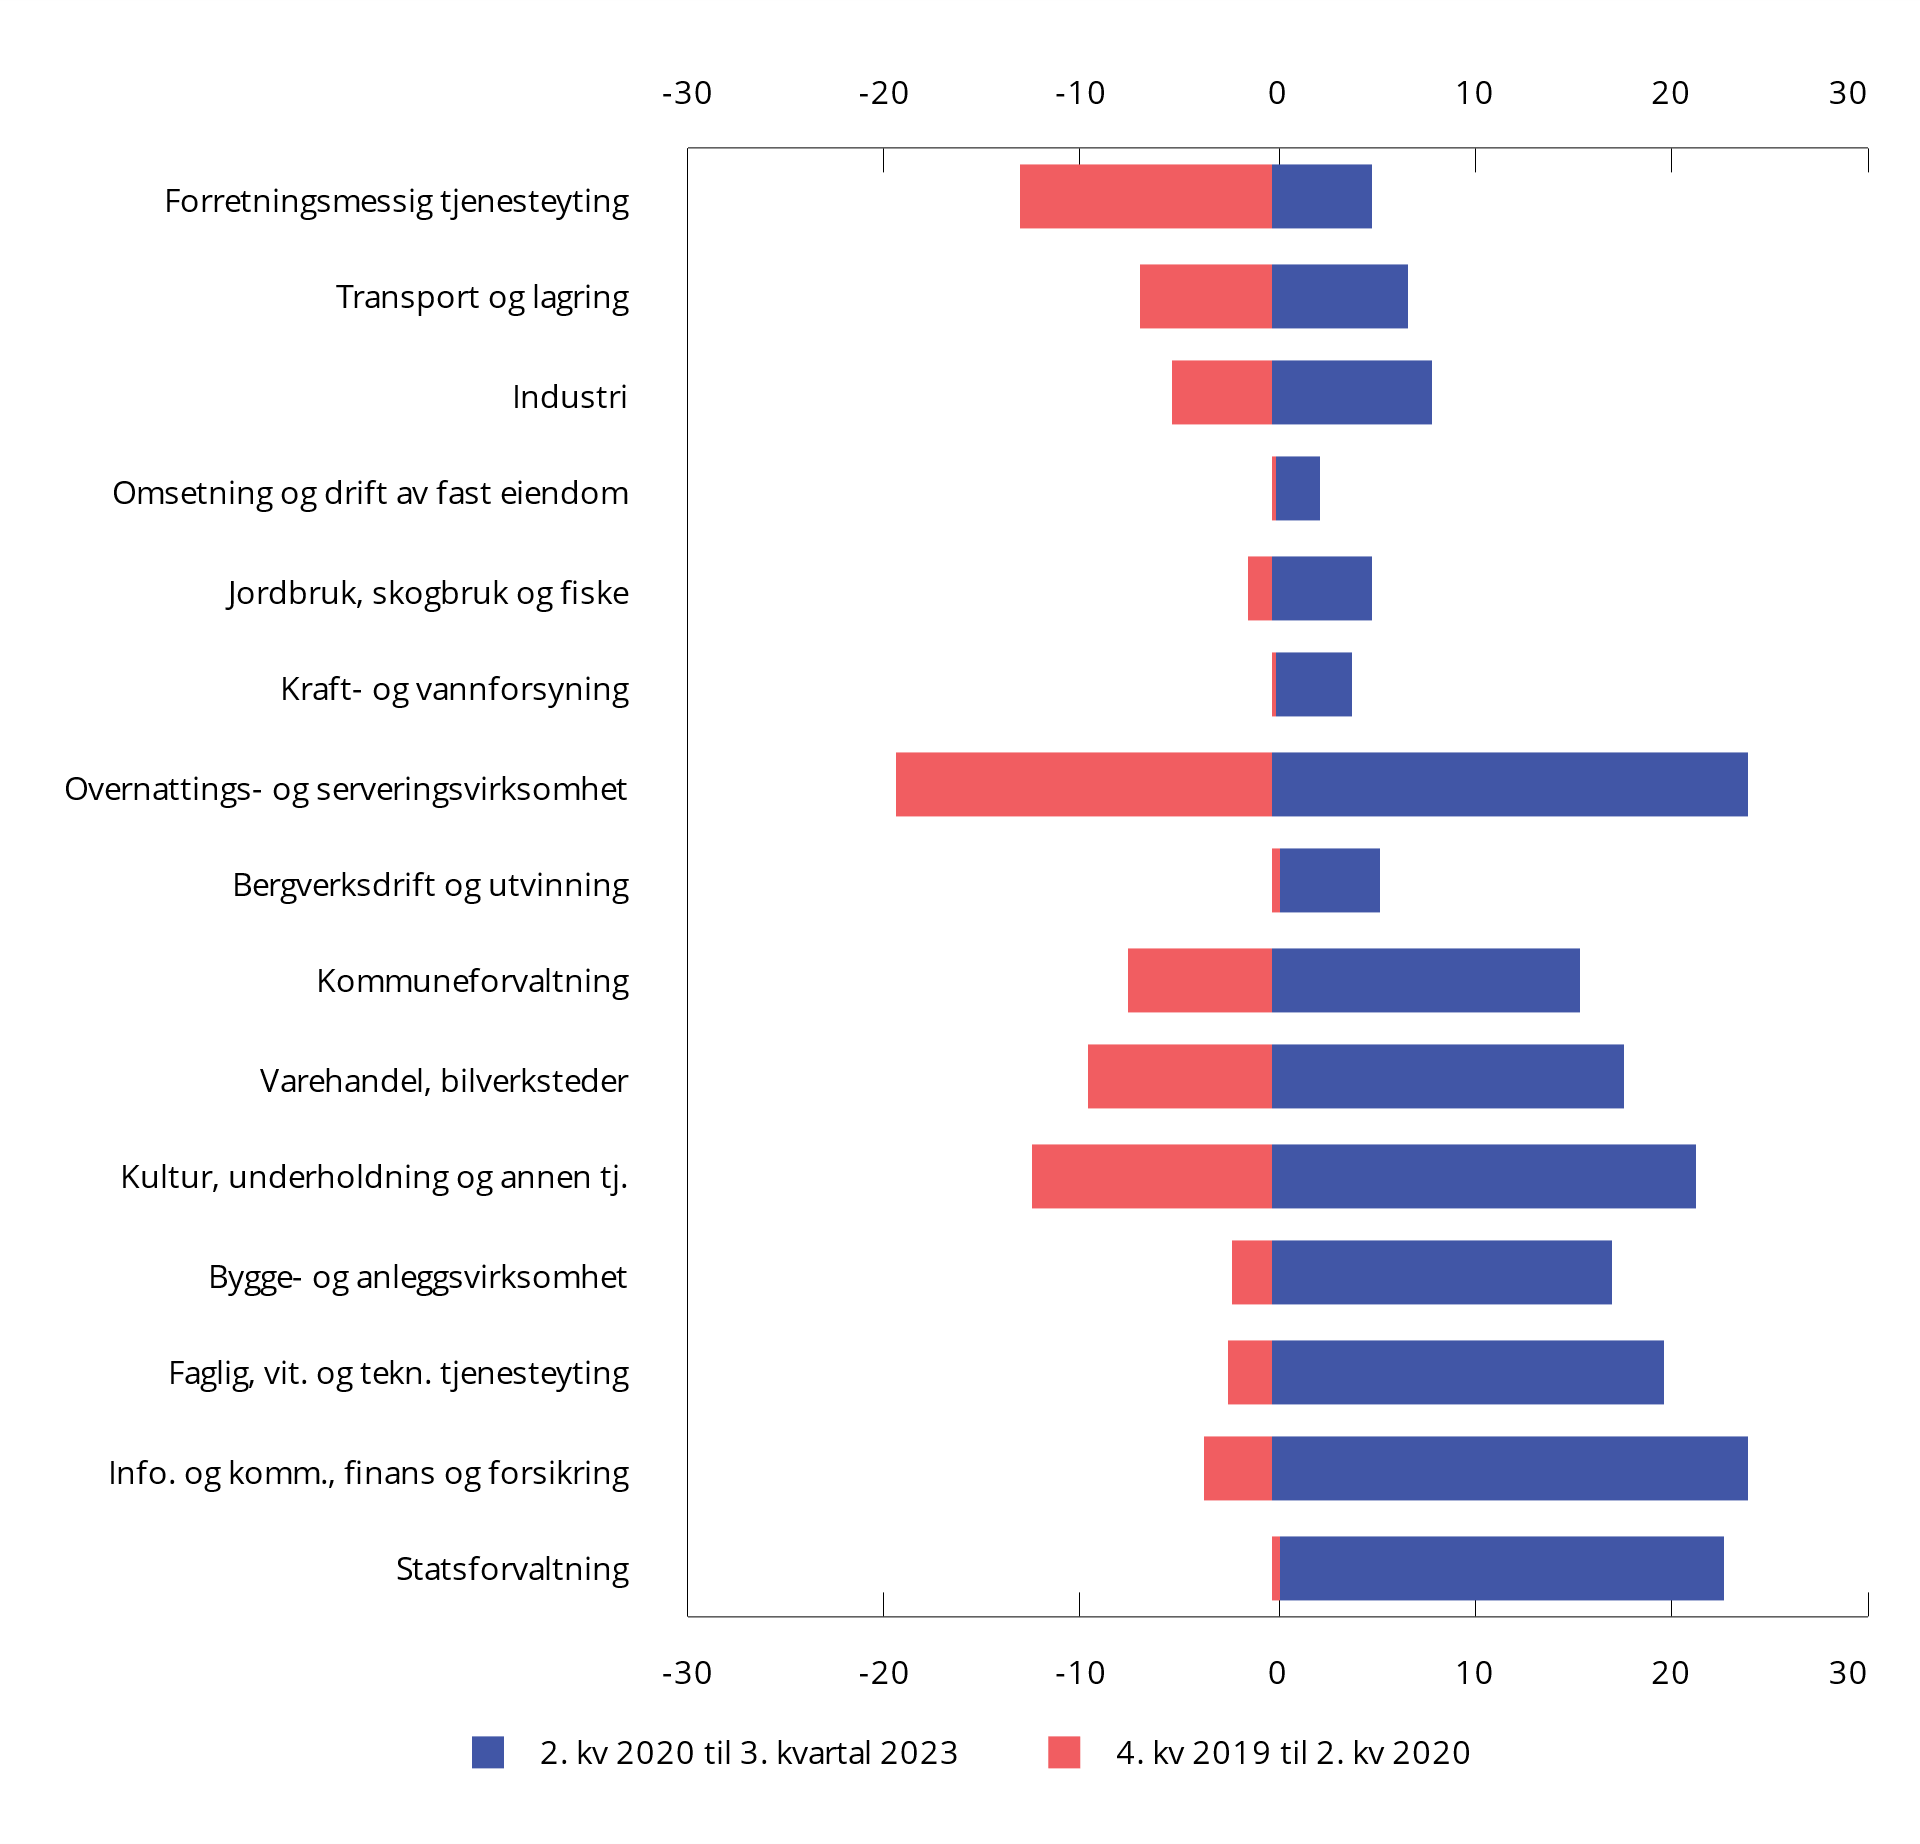 -30 -20 -10 0 10 20 30
Forretningsmessig tjenesteyting
Transport og lagring
Industri
Omsetning og drift av fast eiendom
Jordbruk, skogbruk og fiske
Kraft- og vannforsyning
Overnattings- og serveringsvirksomhet
Bergverksdrift og utvinning
Kommuneforvaltning
Varehandel, bilverksteder
Kultur, underholdning og annen tj.
Bygge- og anleggsvirksomhet
Faglig, vit. og tekn. tjenesteyting
Info. og komm., finans og forsikring
Statsforvaltning
-30 -20 -10 0 10 20 30
2. kv 2020 til 3. kvartal 2023 4. kv 2019 til 2. kv 2020